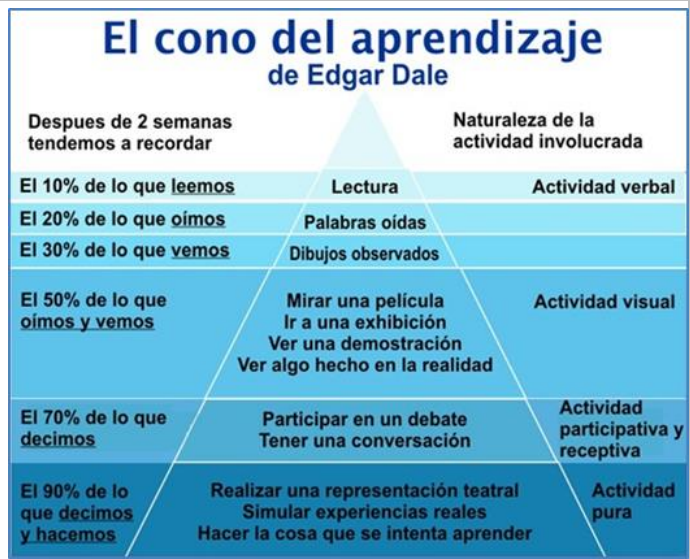 El cono del aprendizaje
de Edgar Dale
Despues de 2 semanas
tendemos a recordar
Naturaleza de la
actividad involucrada
El 10% de lo que leemos
Lectura
Actividad verbal
El 20% de lo que oímos
Palabras oídas
El 30% de lo que vemos
Dibujos observados
El 50% de lo que
oímos y vemos
Mirar una película
Ir a una exhibición
Ver una demostración
Ver algo hecho en la realidad
Actividad visual
El 70% de lo que
decimos
Participar en un debate
Tener una conversación
Actividad
participativa y
receptiva
El 90% de lo
que decimos
y hacemos
Realizar una representación teatral
Simular experiencias reales
Hacer la cosa que se intenta aprender
Actividad
pura